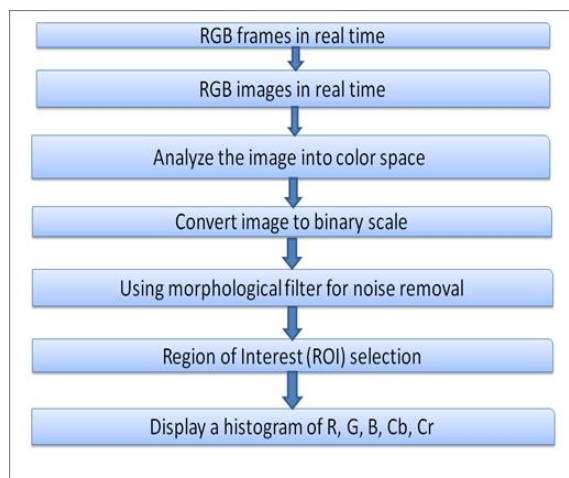 RGB frames in real time
RGB images in real time
Analyze the image into color space
Convert image to binary scale
Using morphological filter for noise removal
Region of Interest (ROI) selection
Display a histogram of R, G, B, Cb, Cr